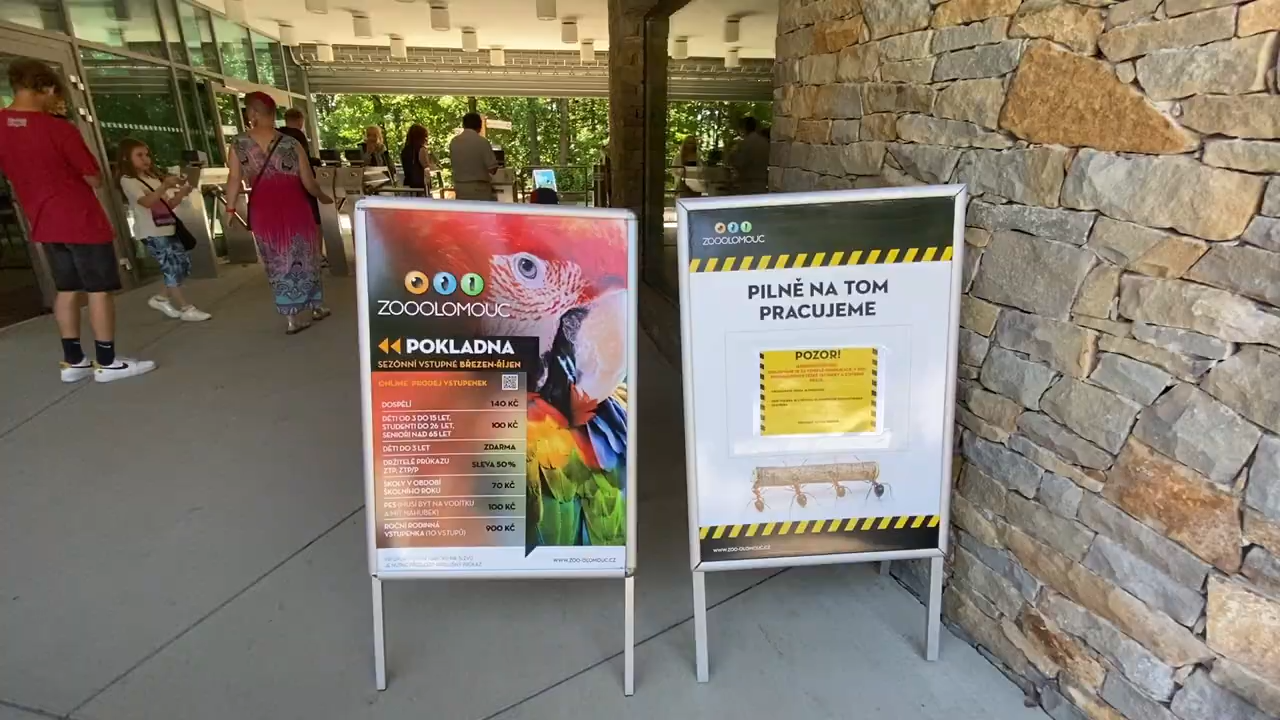 ZOOOLOMOUC
POKLADNA
SEZÓNNÍ VSTUPNÉ BŘEZEN-ŘÍJEN
ONLINE PRODEJ VSTUPENEK
DOSPĚLÍ 140 KČ
DĚTI OD 3 DO 15 LET,
STUDENTI DO 26 LET,
SENIOŘI NAD 65 LET 100 KČ
DĚTI DO 3 LET ZDARMA
DRŽITELÉ PRŮKAZU
ZTP, ZTP/P SLEVA 50%
ŠKOLY V OBDOBÍ
ŠKOLNÍHO ROKU 70 KČ
PES (MUSÍ BÝT NA VODÍTKU
A MÍT NÁHUBEK) 100 KČ
ROČNÍ RODINNÁ
VSTUPENKA (10 VSTUPŮ) 900 KČ
WWW.ZOO-OLOMOUC.CZ
ZOOOLOMOUC
PILNĚ NA TOM
PRACUJEME
POZOR!
WWW.ZOO-OLOMOUC.CZ